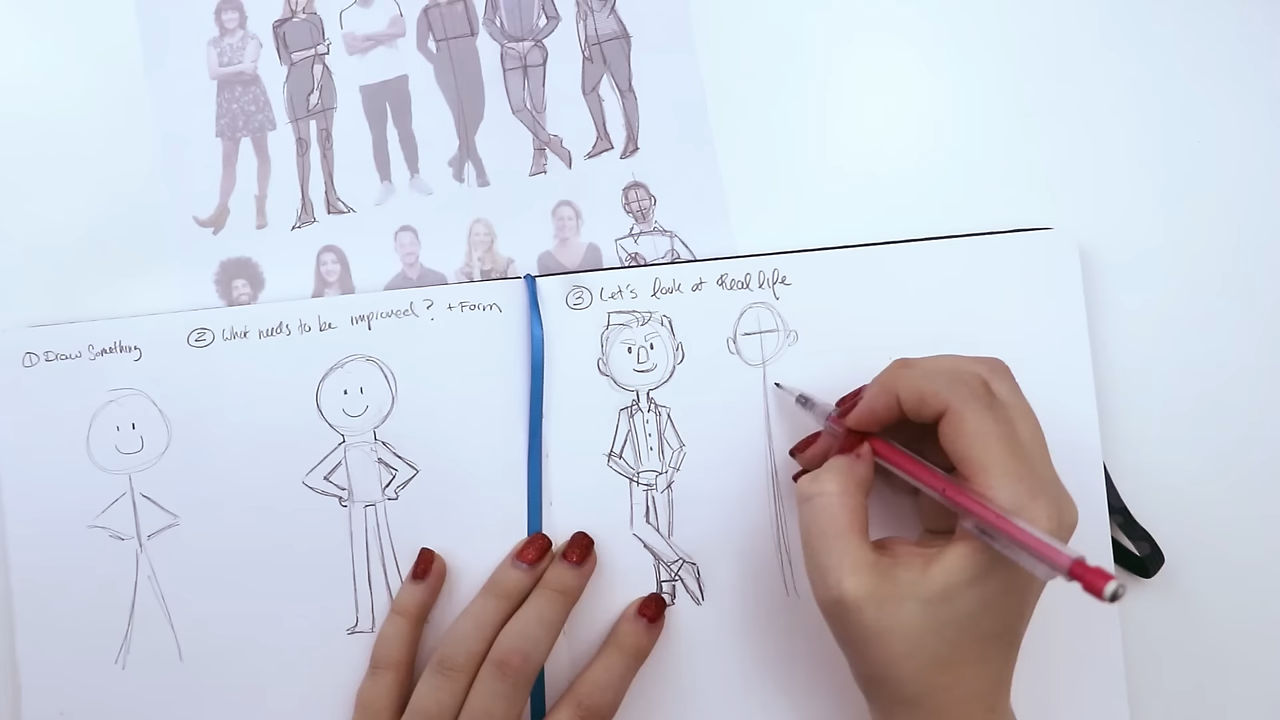 ① Draw Something
② What needs to be improved? + Form
③ Let's look at Real life